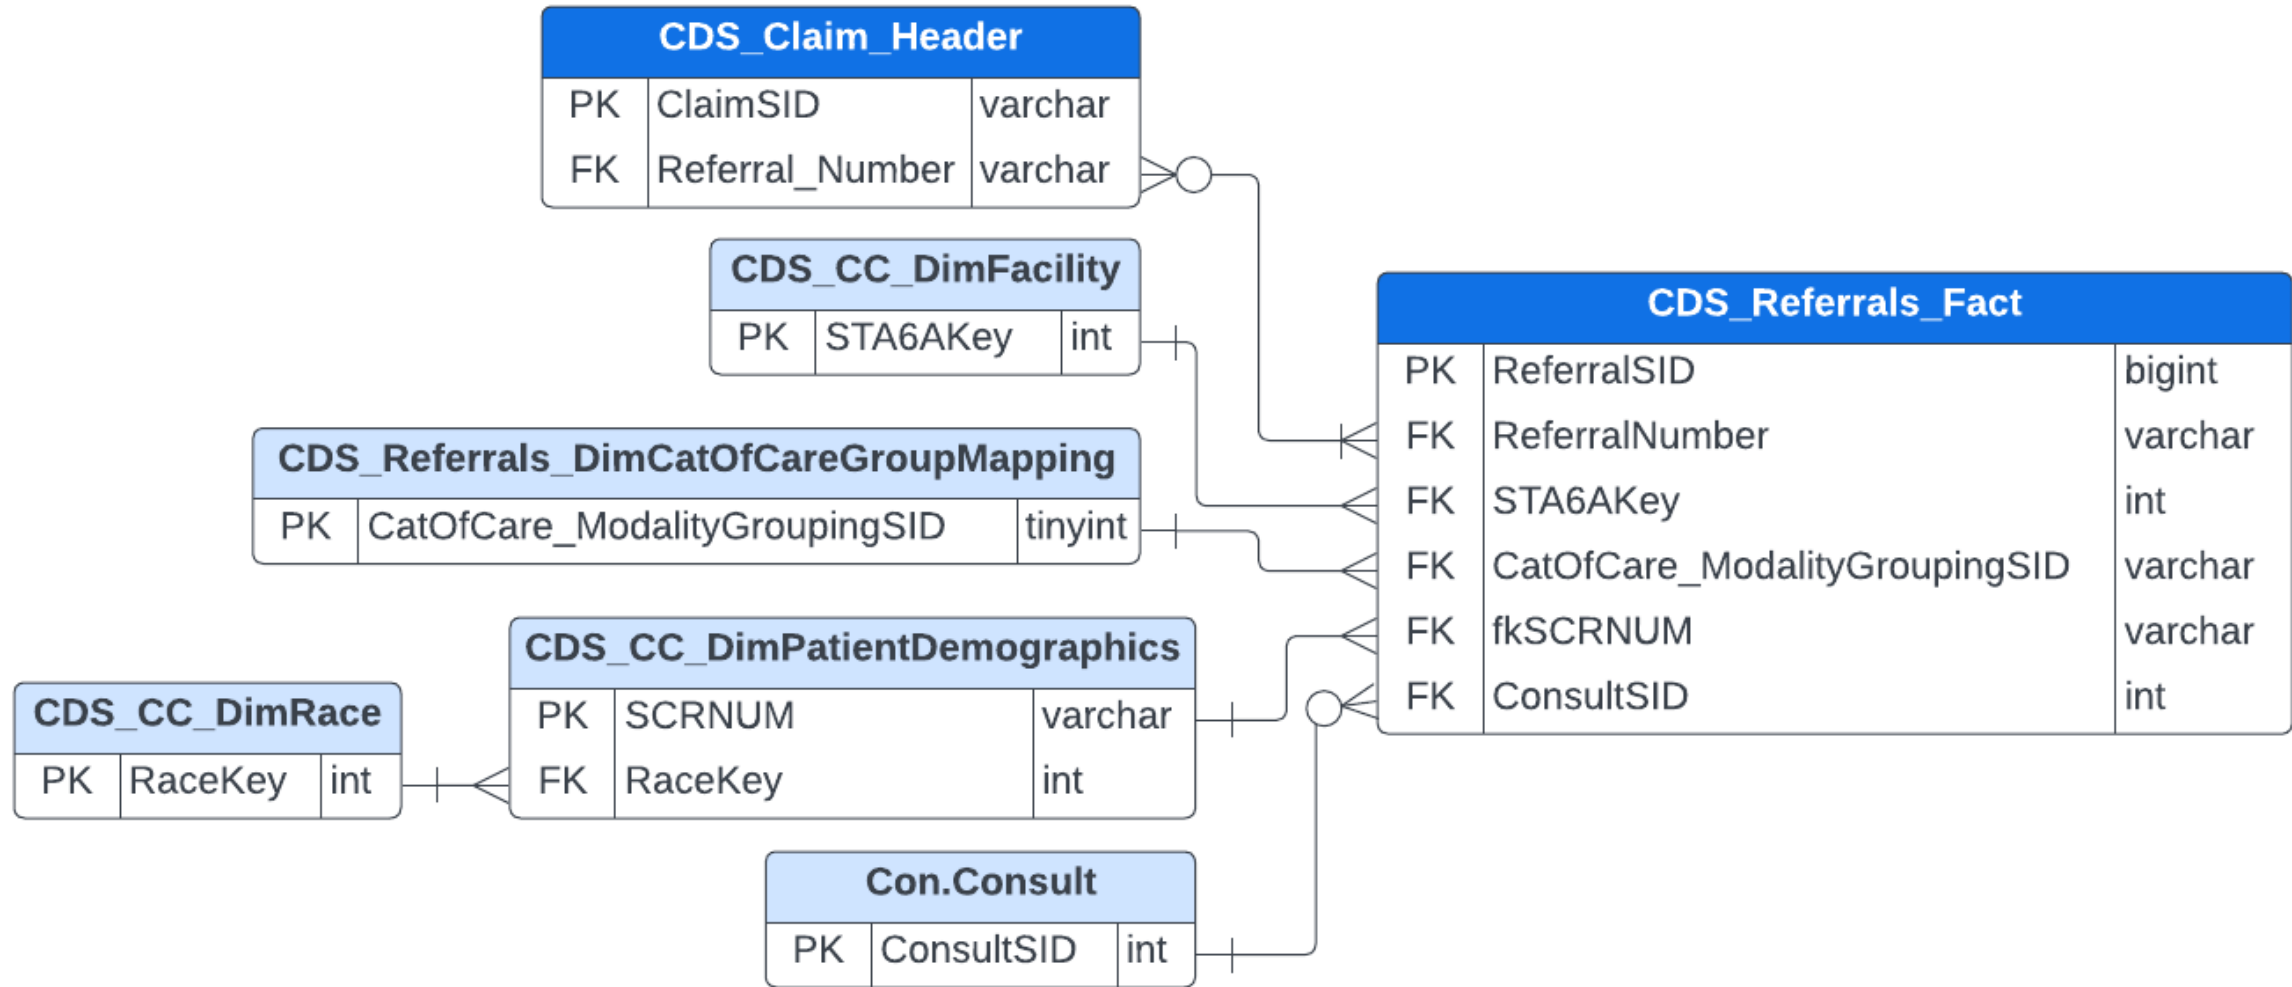 CDS_Claim_Header
PK ClaimSID varchar
FK Referral_Number varchar
CDS_CC_DimFacility
PK STA6AKey int
CDS_Referrals_DimCatOfCareGroupMapping
PK CatOfCare_ModalityGroupingSID tinyint
CDS_CC_DimPatientDemographics
PK SCRNUM varchar
FK RaceKey int
CDS_CC_DimRace
PK RaceKey int
Con.Consult
PK ConsultSID int
CDS_Referrals_Fact
PK ReferralSID bigint
FK ReferralNumber varchar
FK STA6AKey int
FK CatOfCare_ModalityGroupingSID varchar
FK fkSCRNUM varchar
FK ConsultSID int